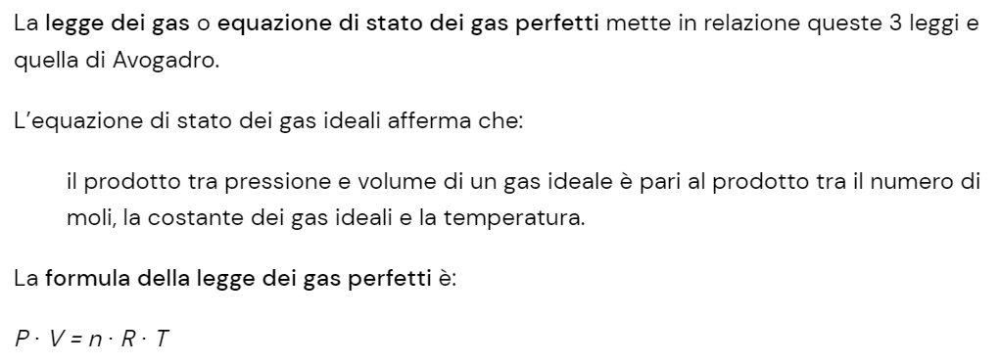 La legge dei gas o equazione di stato dei gas perfetti mette in relazione queste 3 leggi e
quella di Avogadro.
L’equazione di stato dei gas ideali afferma che:
il prodotto tra pressione e volume di un gas ideale è pari al prodotto tra il numero di
moli, la costante dei gas ideali e la temperatura.
La formula della legge dei gas perfetti è:
P · V = n · R · T